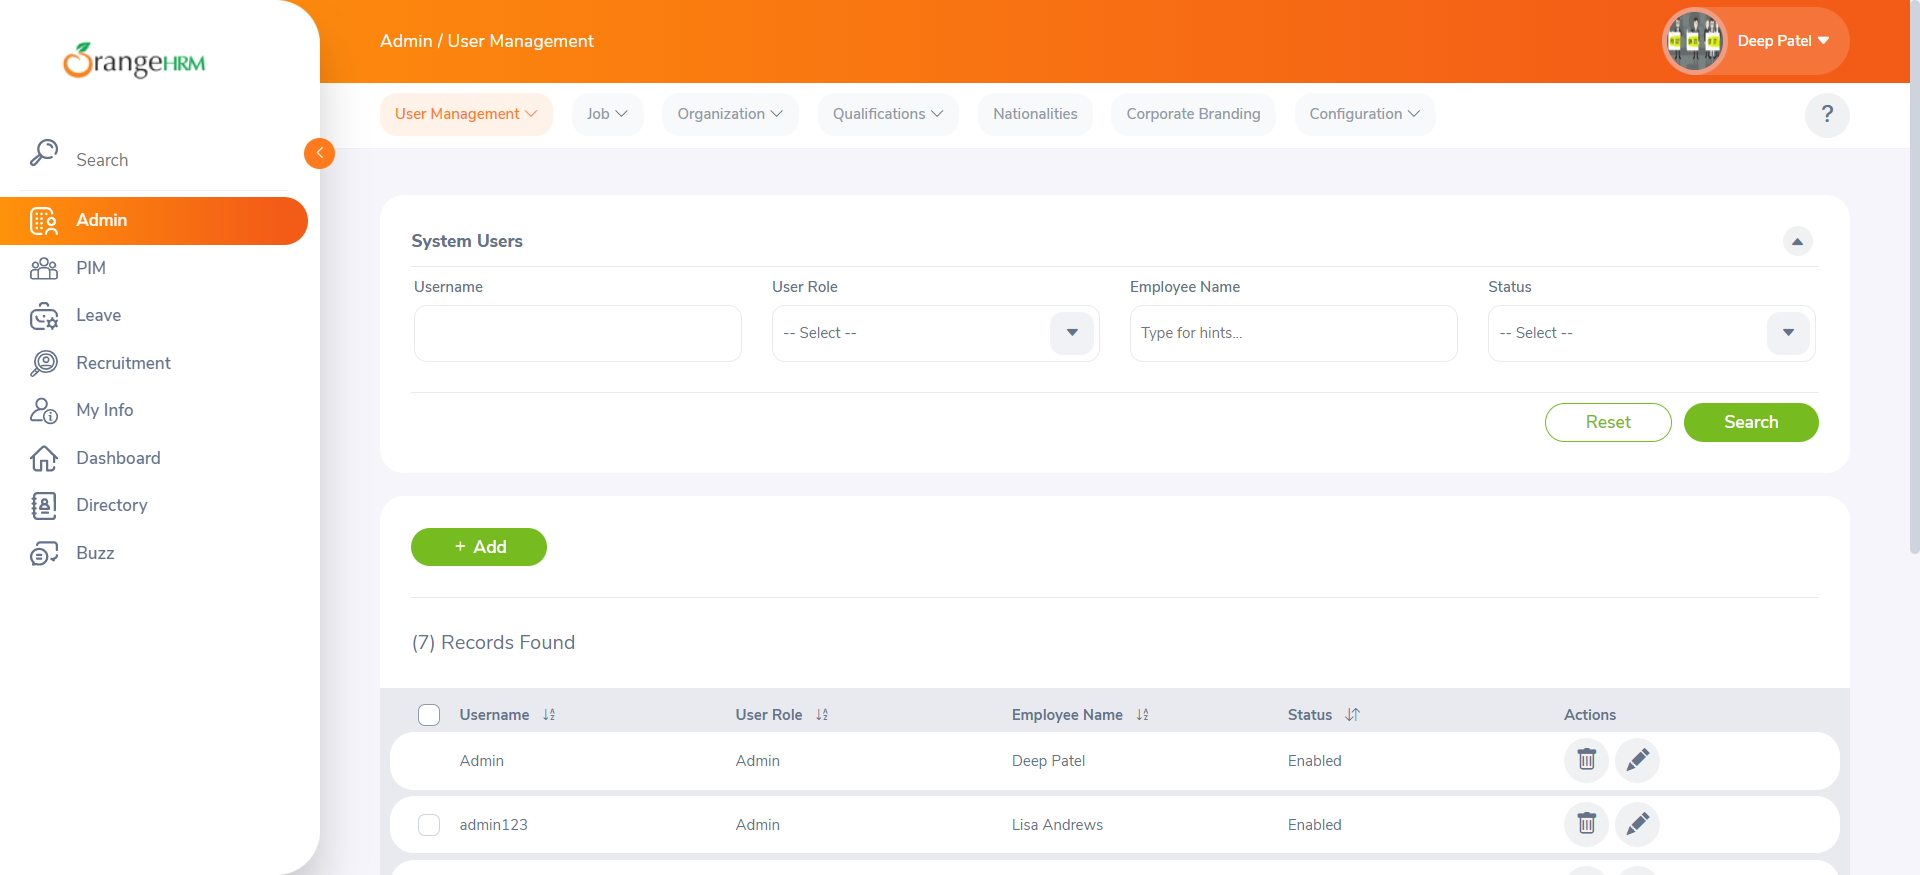 OrangeHRM
Search
Admin
PIM
Leave
Recruitment
My Info
Dashboard
Directory
Buzz
Admin / User Management
Deep Patel
User Management
Job
Organization
Qualifications
Nationalities
Corporate Branding
Configuration
?
System Users
Username
User Role
Employee Name
Status
-- Select --
Type for hints...
-- Select --
Reset
Search
+ Add
(7) Records Found
Username User Role Employee Name Status Actions
Admin Admin Deep Patel Enabled
admin123 Admin Lisa Andrews Enabled